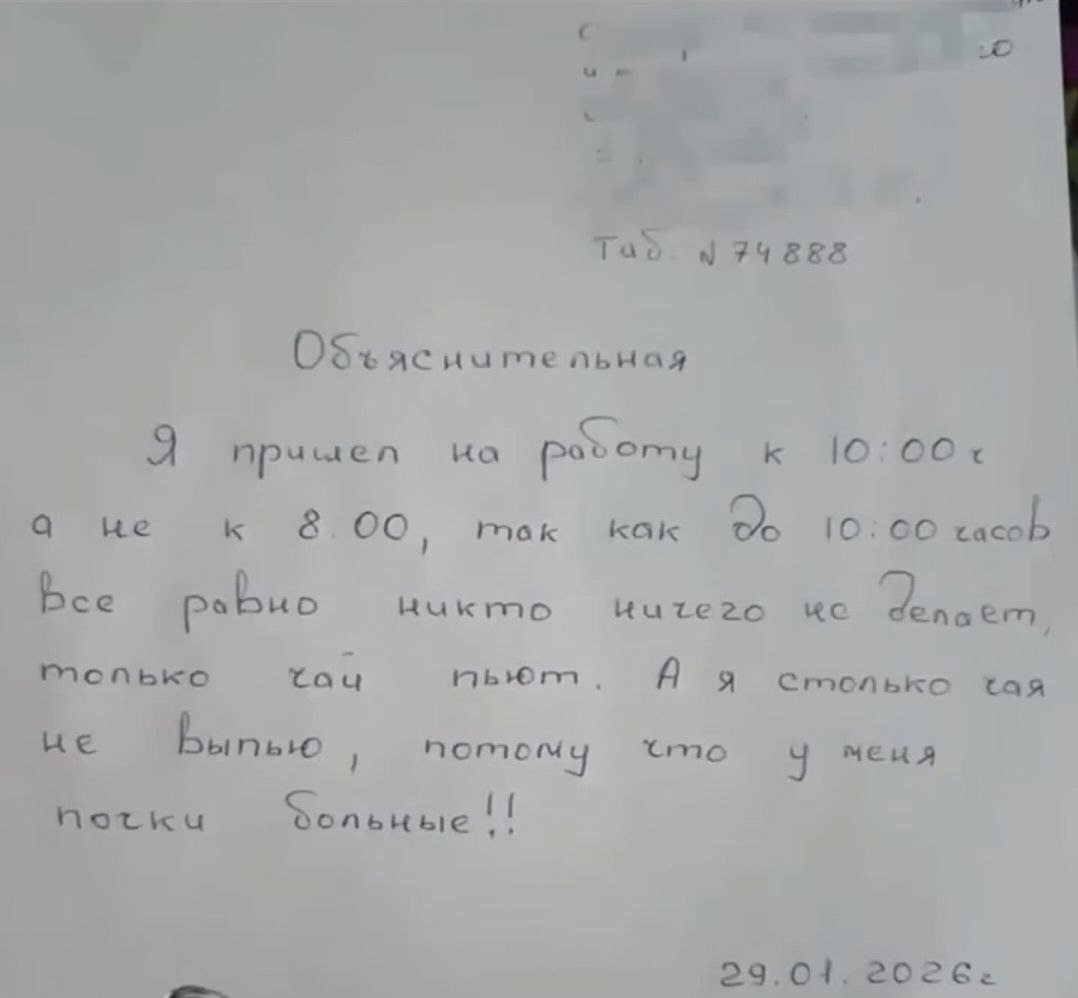 Таб. N 74888
Объяснительная
Я пришел на работу к 10:00 ч
а не к 8.00, так как до 10:00 часов
все равно никто ничего не делает,
только чай пьют. А я столько чая
не выпью, потому что у меня
почки больные!!
29.01.2026г